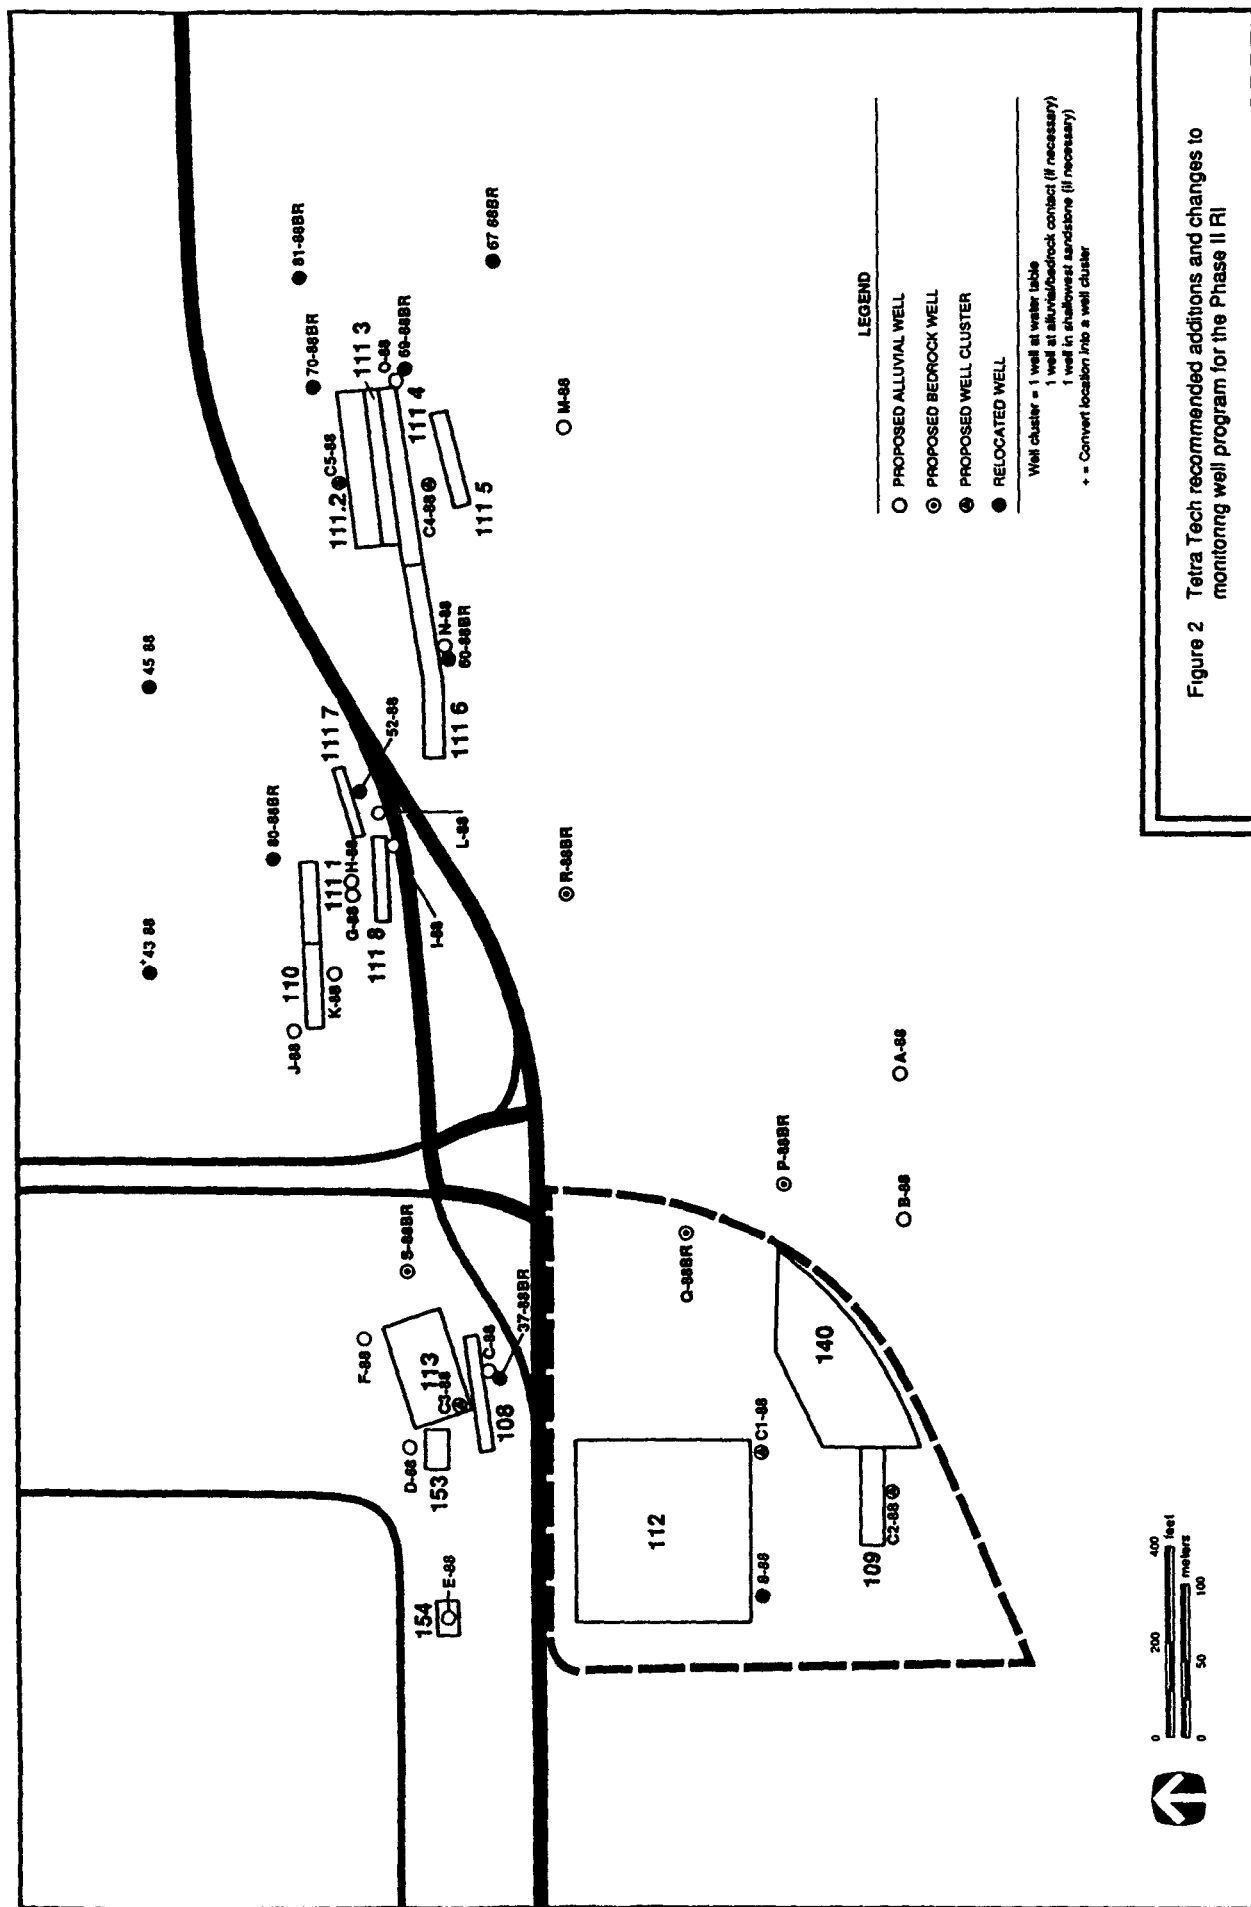 45 88
81-88BR
70-88BR
67 88BR
+43 88
80-88BR
J-88
110
K-88
111 1
G-88
H-88
111 8
I-88
111 7
52-88
L-88
111.2
C5-88
111 3
O-88
69-88BR
111 4
C4-88
111 5
N-88
60-88BR
111 6
M-88
R-88BR
S-88BR
F-88
113
C3-88
C-88
37-88BR
108
D-88
153
154
E-88
Q-88BR
P-88BR
A-88
B-88
140
112
C1-88
8-88
109
C2-88
LEGEND
PROPOSED ALLUVIAL WELL
PROPOSED BEDROCK WELL
PROPOSED WELL CLUSTER
RELOCATED WELL
Well cluster = 1 well at water table
1 well at alluvial/bedrock contact (if necessary)
1 well in shallowest sandstone (if necessary)
+ = Convert location into a well cluster
0 200 400
feet
meters
0 50 100
Figure 2 Tetra Tech recommended additions and changes to
monitoring well program for the Phase II RI